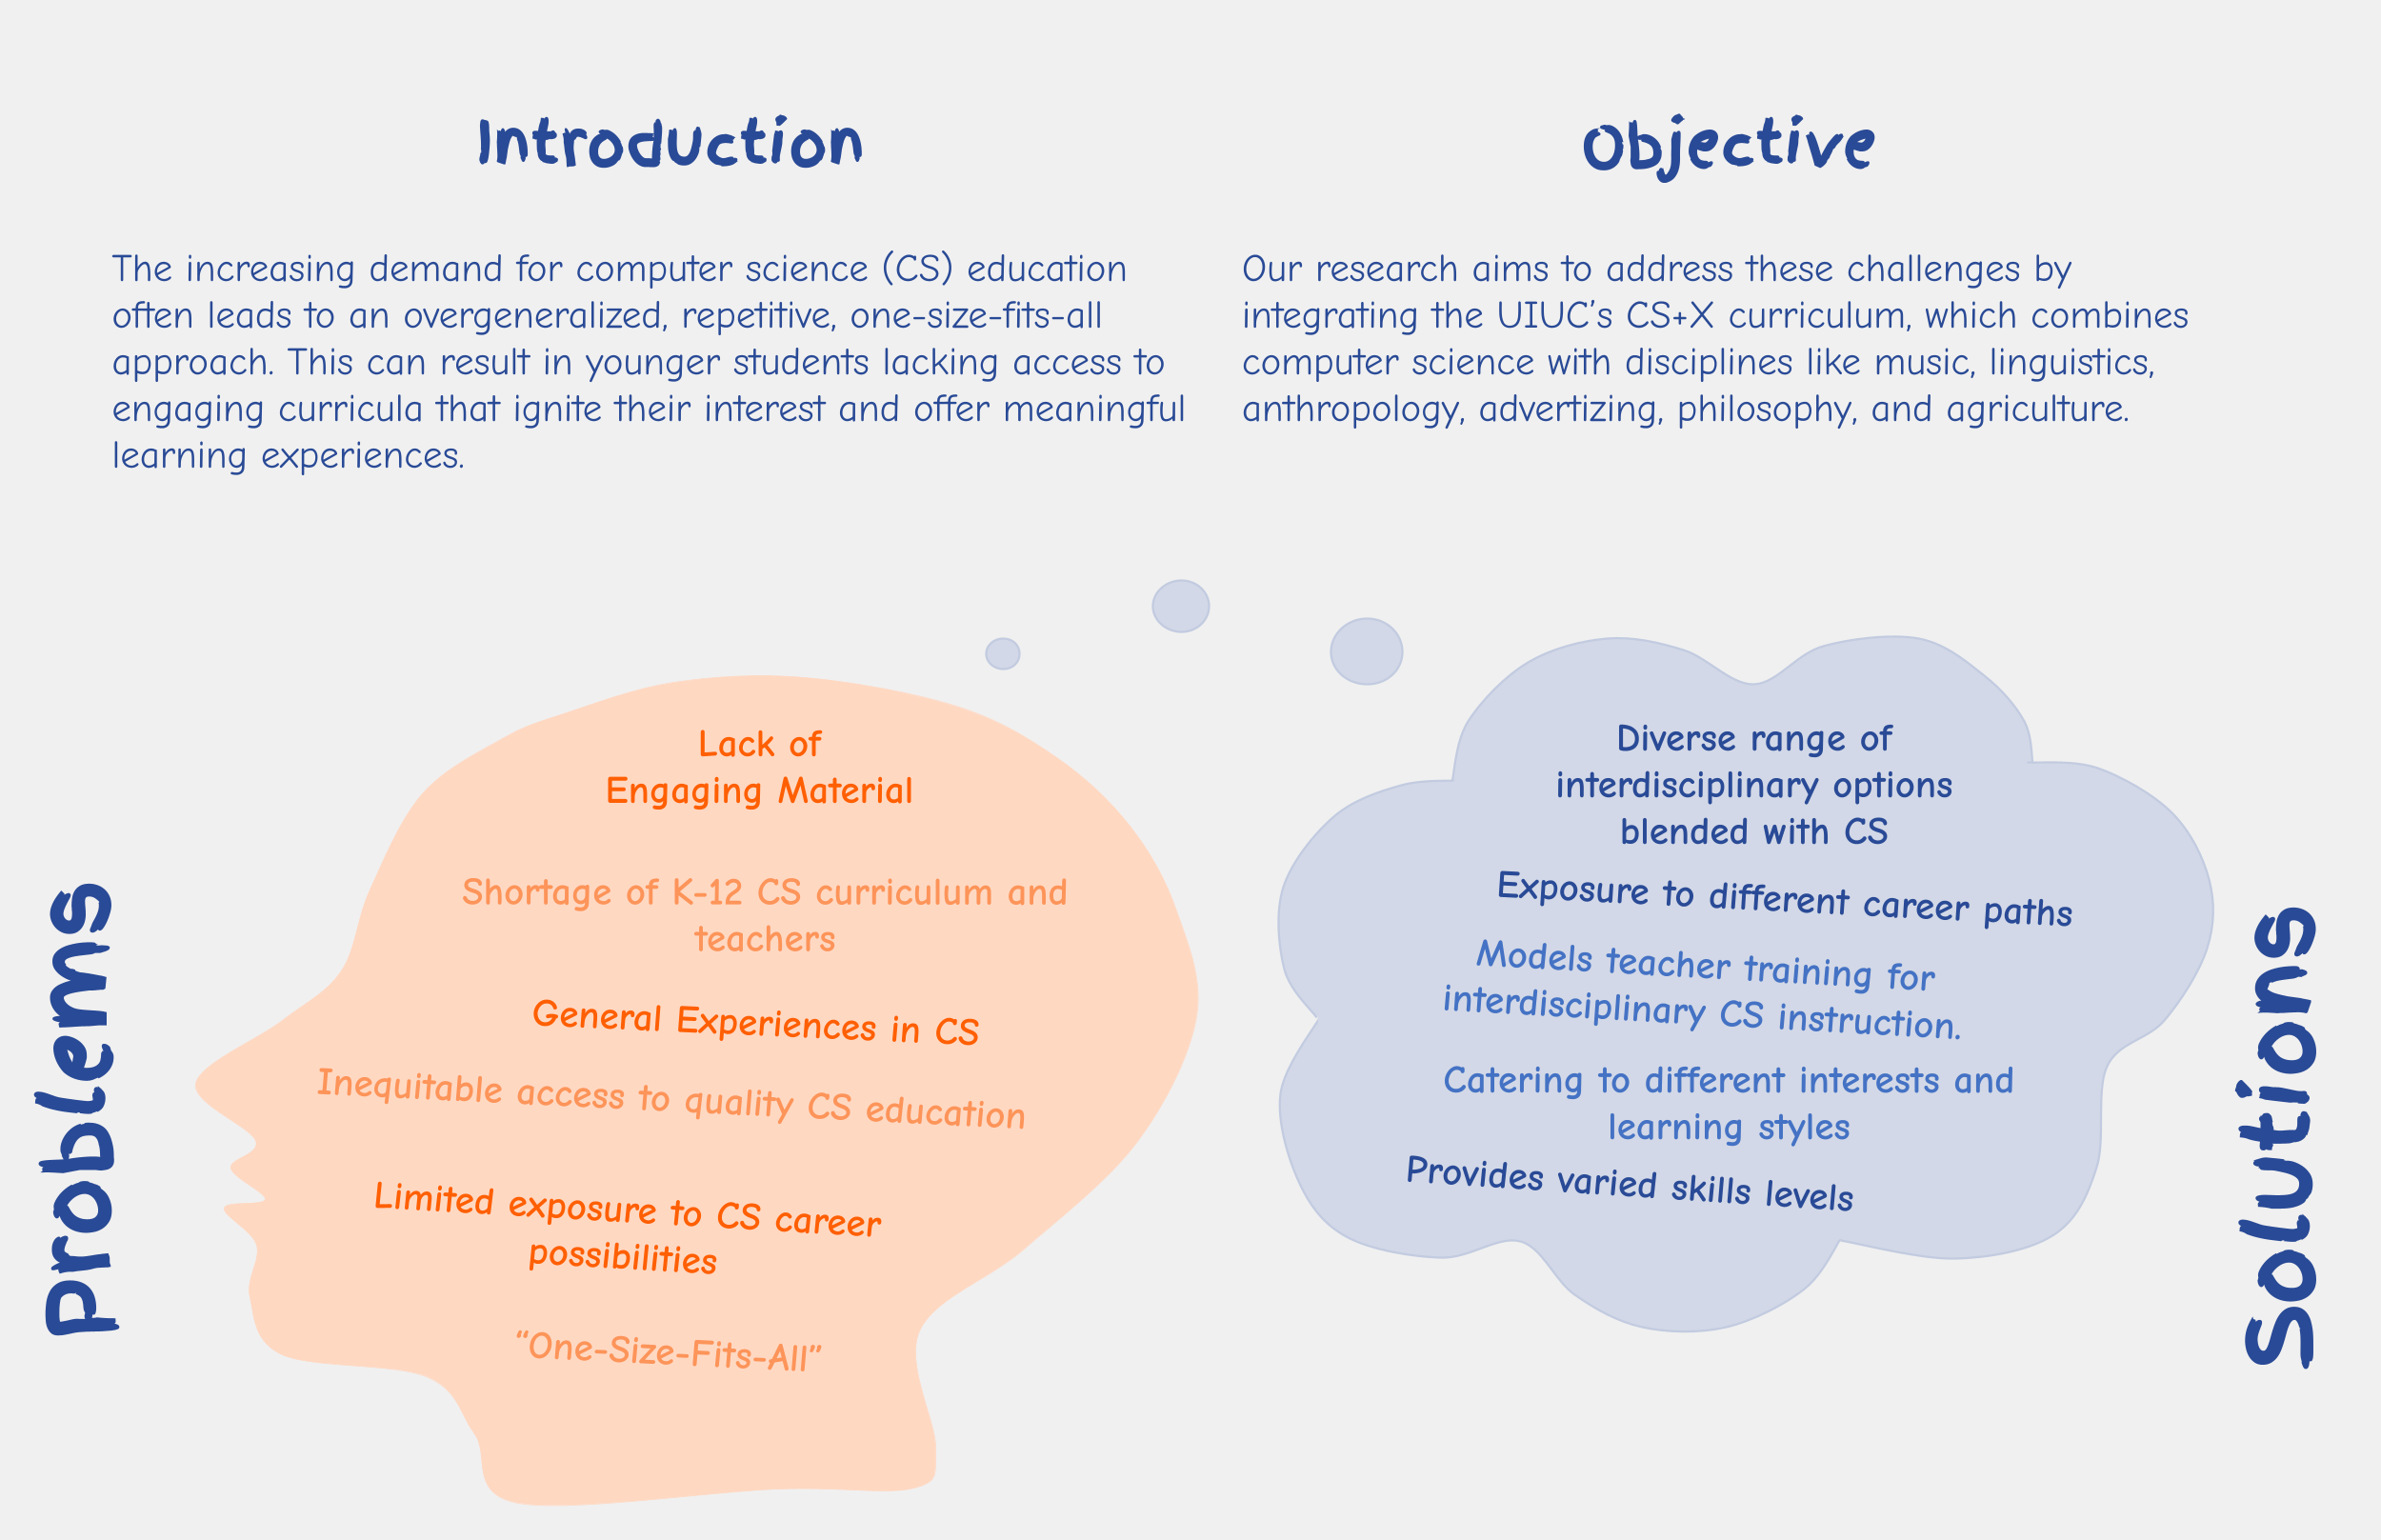 Introduction
The increasing demand for computer science (CS) education
often leads to an overgeneralized, repetitive, one-size-fits-all
approach. This can result in younger students lacking access to
engaging curricula that ignite their interest and offer meaningful
learning experiences.
Objective
Our research aims to address these challenges by
integrating the UIUC’s CS+X curriculum, which combines
computer science with disciplines like music, linguistics,
anthropology, advertizing, philosophy, and agriculture.
Problems
Lack of
Engaging Material
Shortage of K-12 CS curriculum and
teachers
General Experiences in CS
Inequitable access to quality CS education
Limited exposure to CS career
possibilities
“One-Size-Fits-All”
Diverse range of
interdisciplinary options
blended with CS
Exposure to different career paths
Models teacher training for
interdisciplinary CS instruction.
Catering to different interests and
learning styles
Provides varied skills levels
Solutions